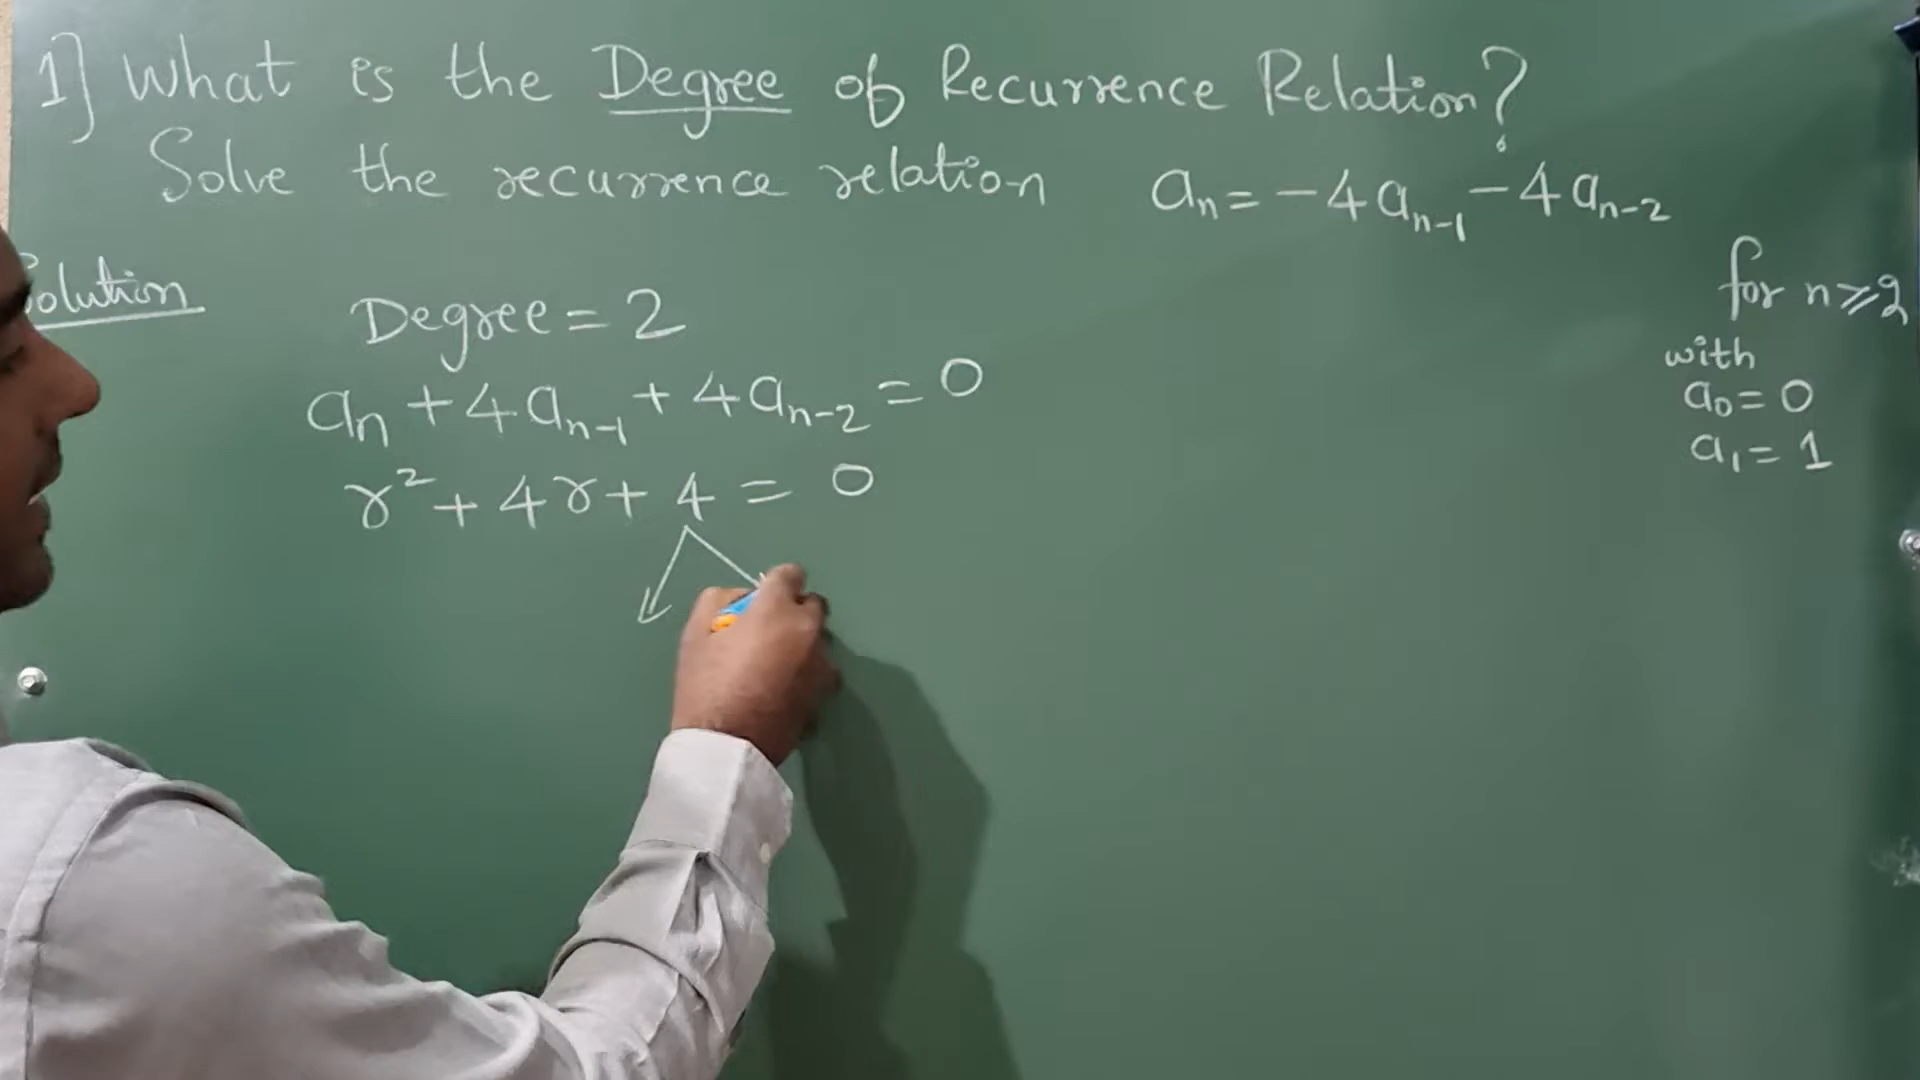 1] What is the Degree of Recurrence Relation?
Solve the recurrence relation aₙ = -4aₙ₋₁ - 4aₙ₋₂
for n ≥ 2
with
a₀ = 0
a₁ = 1
Solution
Degree = 2
aₙ + 4aₙ₋₁ + 4aₙ₋₂ = 0
r² + 4r + 4 = 0